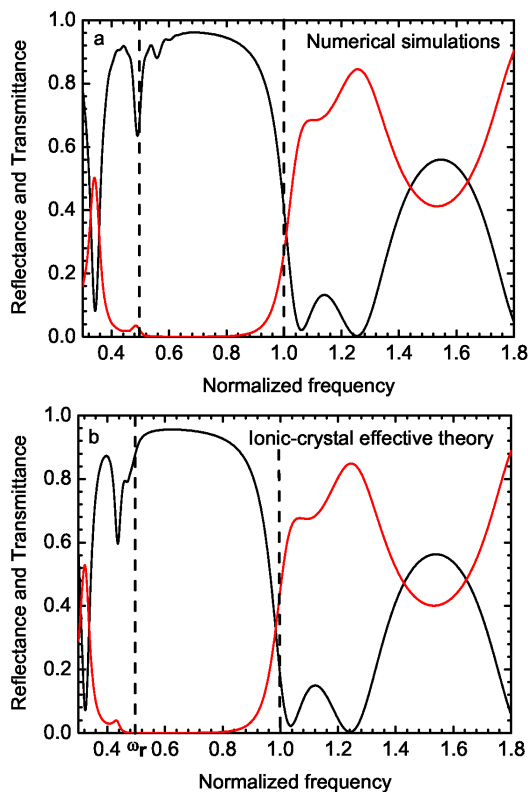 a
Numerical simulations
Reflectance and Transmittance
1.0
0.8
0.6
0.4
0.2
0.0
0.4 0.6 0.8 1.0 1.2 1.4 1.6 1.8
Normalized frequency
b
Ionic-crystal effective theory
Reflectance and Transmittance
1.0
0.8
0.6
0.4
0.2
0.0
0.4 ωr 0.6 0.8 1.0 1.2 1.4 1.6 1.8
Normalized frequency